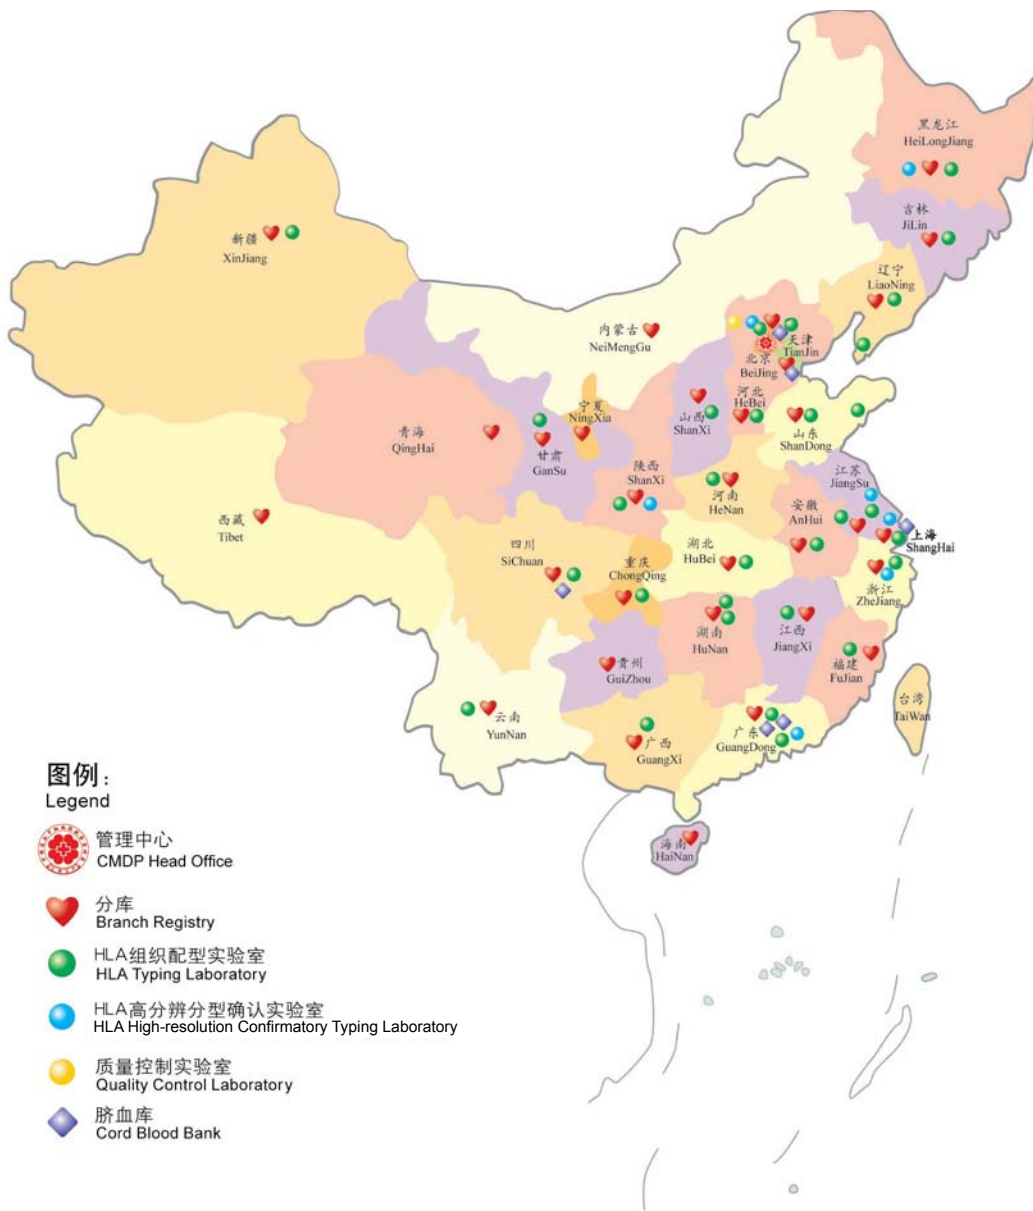 黑龙江
HeiLongJiang
吉林
JiLin
辽宁
LiaoNing
新疆
XinJiang
内蒙古
NeiMengGu
天津
TianJin
北京
BeiJing
河北
HeBei
宁夏
NingXia
山西
ShanXi
山东
ShanDong
青海
QingHai
甘肃
GanSu
陕西
ShanXi
河南
HeNan
江苏
JiangSu
安徽
AnHui
西藏
Tibet
上海
ShangHai
四川
SiChuan
重庆
ChongQing
湖北
HuBei
浙江
ZheJiang
湖南
HuNan
江西
JiangXi
福建
FuJian
贵州
GuiZhou
台湾
TaiWan
云南
YunNan
广西
GuangXi
广东
GuangDong
海南
HaiNan
图例：
Legend
管理中心
CMDP Head Office
分库
Branch Registry
HLA组织配型实验室
HLA Typing Laboratory
HLA高分辨分型确认实验室
HLA High-resolution Confirmatory Typing Laboratory
质量控制实验室
Quality Control Laboratory
脐血库
Cord Blood Bank